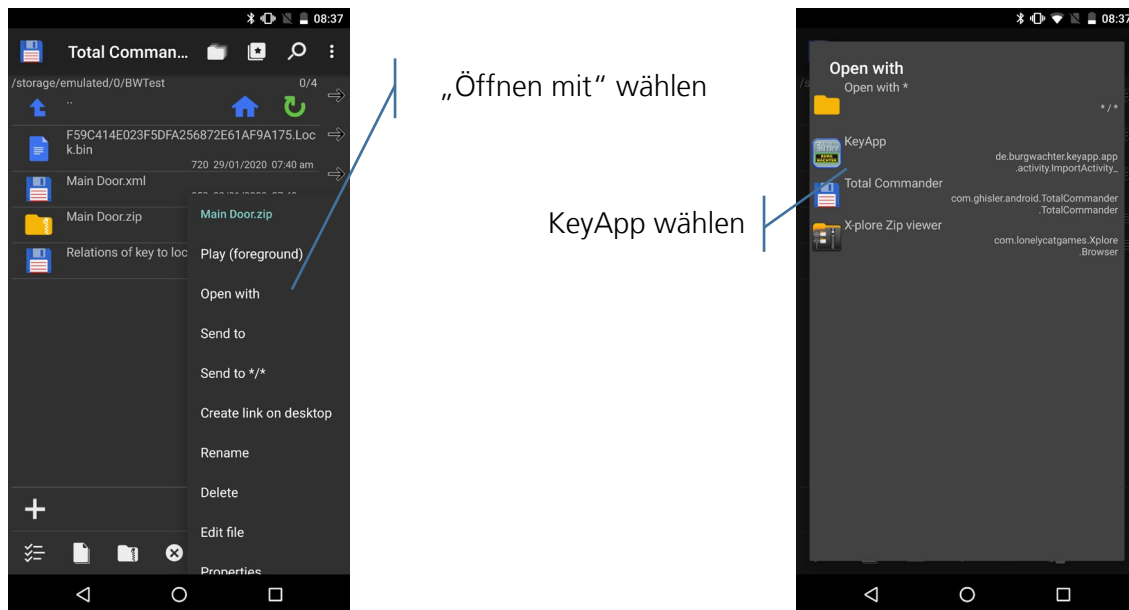 08:37
Total Comman...
/storage/emulated/0/BWTest 0/4
..
F59C414E023F5DFA256872E61AF9A175.Loc
k.bin
720 29/01/2020 07:40 am
Main Door.xml
Main Door.zip
Relations of key to loc
Main Door.zip
Play (foreground)
Open with
Send to
Send to */*
Create link on desktop
Rename
Delete
Edit file
Properties
„Öffnen mit“ wählen
KeyApp wählen
08:37
Open with
Open with *
*/*
KeyApp
de.burgwachter.keyapp.app
.activity.ImportActivity_
Total Commander
com.ghisler.android.TotalCommander
.TotalCommander
X-plore Zip viewer
com.lonelycatgames.Xplore
.Browser